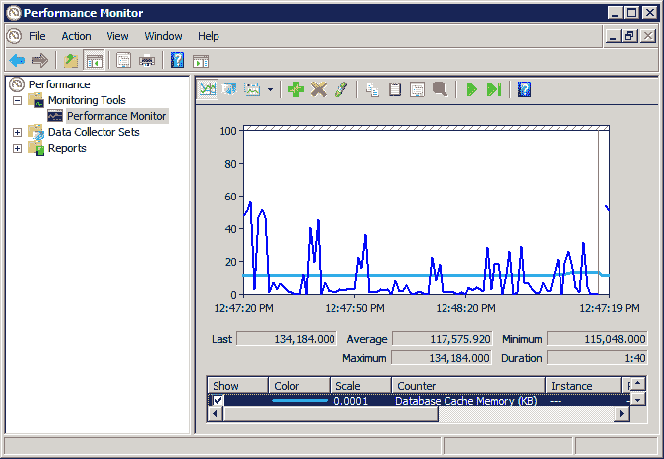 Performance Monitor
File Action View Window Help
Performance
Monitoring Tools
Performance Monitor
Data Collector Sets
Reports
100
80
60
40
20
0
12:47:20 PM 12:47:50 PM 12:48:20 PM 12:47:19 PM
Last 134,184.000 Average 117,575.920 Minimum 115,048.000
Maximum 134,184.000 Duration 1:40
Show Color Scale Counter Instance
0.0001 Database Cache Memory (KB) ---